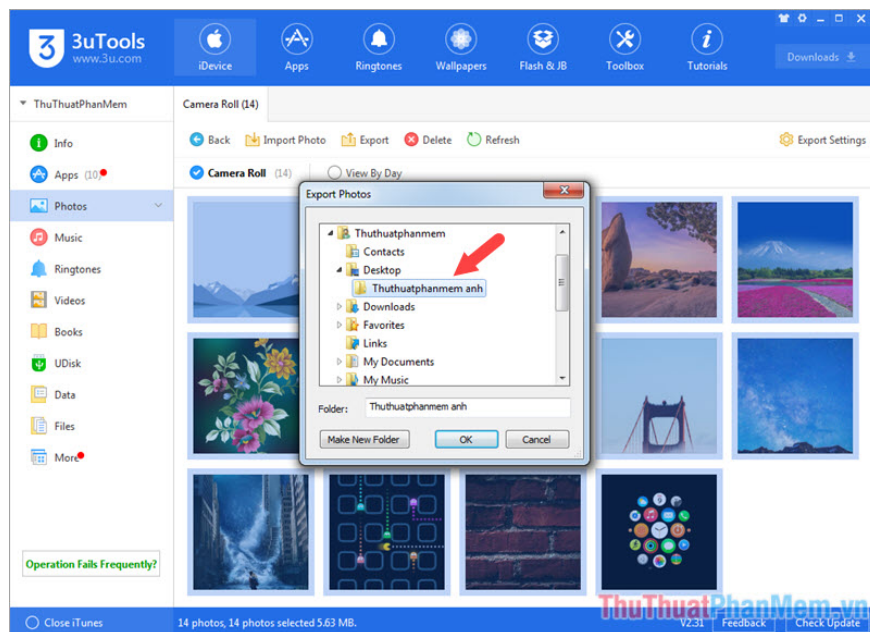 3uTools
www.3u.com
iDevice
Apps
Ringtones
Wallpapers
Flash & JB
Toolbox
Tutorials
Downloads
ThuThuatPhanMem
Camera Roll (14)
Info
Apps (10)
Photos
Music
Ringtones
Videos
Books
UDisk
Data
Files
More
Operation Fails Frequently?
Back
Import Photo
Export
Delete
Refresh
Export Settings
Camera Roll (14)
View By Day
Export Photos
Thuthuatphanmem
Contacts
Desktop
Thuthuatphanmem anh
Downloads
Favorites
Links
My Documents
My Music
Folder: Thuthuatphanmem anh
Make New Folder
OK
Cancel
ThuThuatPhanMem.vn
Close iTunes
14 photos, 14 photos selected 5.63 MB.
V2.31
Feedback
Check Update